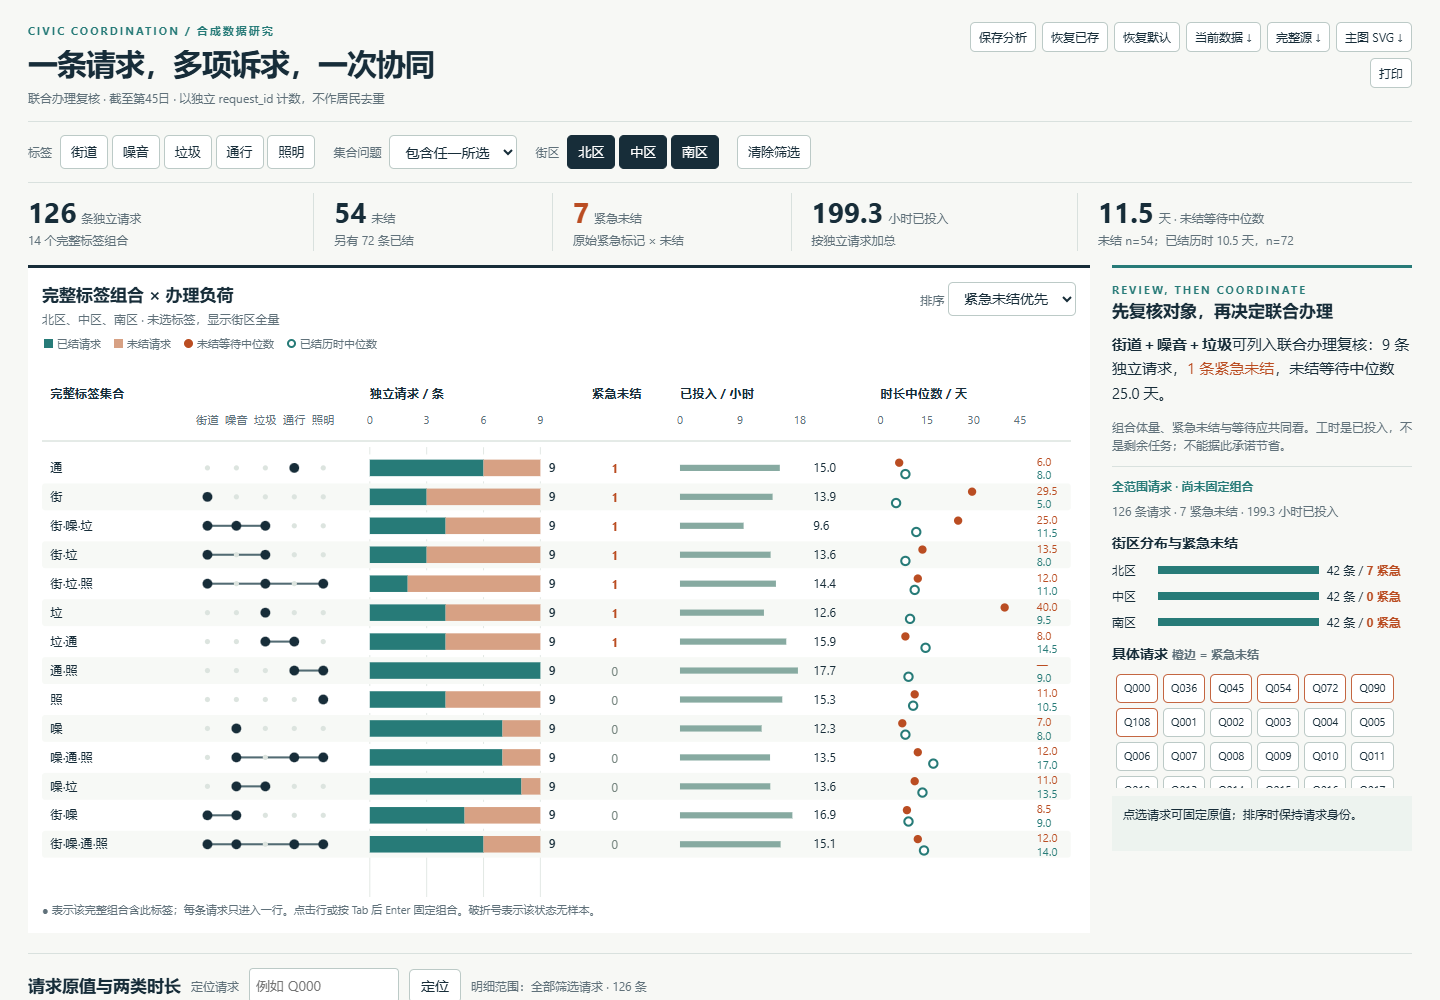 CIVIC COORDINATION / 合成数据研究
一条请求，多项诉求，一次协同
联合办理复核 · 截至第45日 · 以独立 request_id 计数，不作居民去重
保存分析 恢复已存 恢复默认 当前数据 ↓ 完整源 ↓ 主图 SVG ↓
打印
标签 街道 噪音 垃圾 通行 照明 集合问题 包含任一所选 街区 北区 中区 南区 清除筛选
126 条独立请求
14 个完整标签组合
54 未结
另有 72 条已结
7 紧急未结
原始紧急标记 × 未结
199.3 小时已投入
按独立请求加总
11.5 天 · 未结等待中位数
未结 n=54；已结历时 10.5 天，n=72
完整标签组合 × 办理负荷
北区、中区、南区 · 未选标签，显示街区全量
排序 紧急未结优先
已结请求 未结请求 未结等待中位数 已结历时中位数
完整标签集合 独立请求 / 条 紧急未结 已投入 / 小时 时长中位数 / 天
街道 噪音 垃圾 通行 照明 0 3 6 9 0 9 18 0 15 30 45
通 9 1 15.0 6.0 8.0
街 9 1 13.9 29.5 5.0
街·噪·垃 9 1 9.6 25.0 11.5
街·垃 9 1 13.6 13.5 8.0
街·垃·照 9 1 14.4 12.0 11.0
垃 9 1 12.6 40.0 9.5
垃·通 9 1 15.9 8.0 14.5
通·照 9 0 17.7 — 9.0
照 9 0 15.3 11.0 10.5
噪 9 0 12.3 7.0 8.0
噪·通·照 9 0 13.5 12.0 17.0
噪·垃 9 0 13.6 11.0 13.5
街·噪 9 0 16.9 8.5 9.0
街·噪·通·照 9 0 15.1 12.0 14.0
● 表示该完整组合含此标签；每条请求只进入一行。点击行或按 Tab 后 Enter 固定组合。破折号表示该状态无样本。
REVIEW, THEN COORDINATE
先复核对象，再决定联合办理
街道 + 噪音 + 垃圾可列入联合办理复核：9 条
独立请求，1 条紧急未结，未结等待中位数
25.0 天。
组合体量、紧急未结与等待应共同看。工时是已投入，不
是剩余任务；不能据此承诺节省。
全范围请求 · 尚未固定组合
126 条请求 · 7 紧急未结 · 199.3 小时已投入
街区分布与紧急未结
北区 42 条 / 7 紧急
中区 42 条 / 0 紧急
南区 42 条 / 0 紧急
具体请求 橙边 = 紧急未结
Q000 Q036 Q045 Q054 Q072 Q090
Q108 Q001 Q002 Q003 Q004 Q005
Q006 Q007 Q008 Q009 Q010 Q011
点选请求可固定原值；排序时保持请求身份。
请求原值与两类时长 定位请求 例如 Q000 定位 明细范围：全部筛选请求 · 126 条